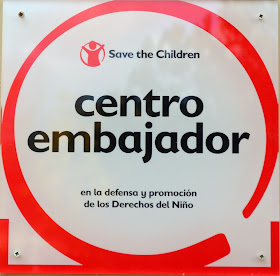 Save the Children
centro
embajador
en la defensa y promoción
de los Derechos del Niño